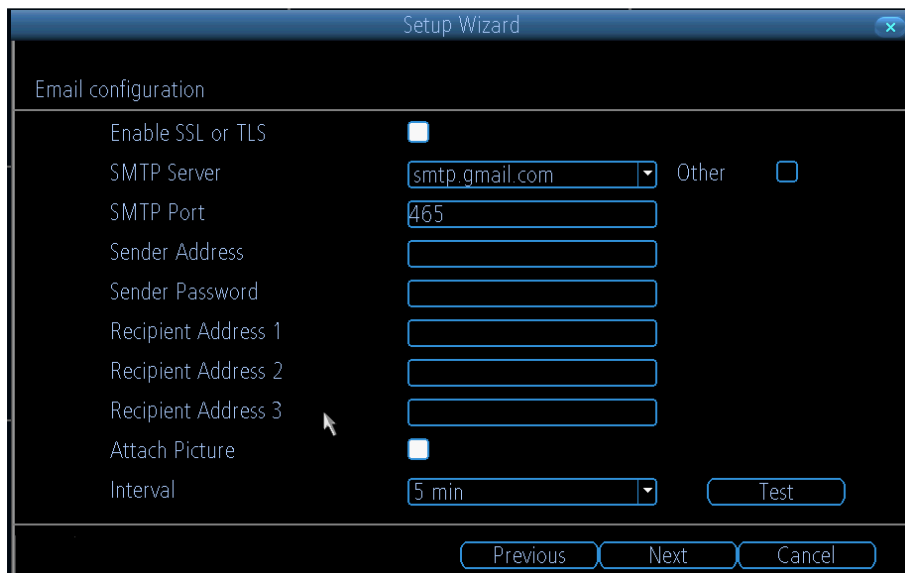 Setup Wizard
Email configuration
Enable SSL or TLS
SMTP Server smtp.gmail.com Other
SMTP Port 465
Sender Address
Sender Password
Recipient Address 1
Recipient Address 2
Recipient Address 3
Attach Picture
Interval 5 min Test
Previous Next Cancel